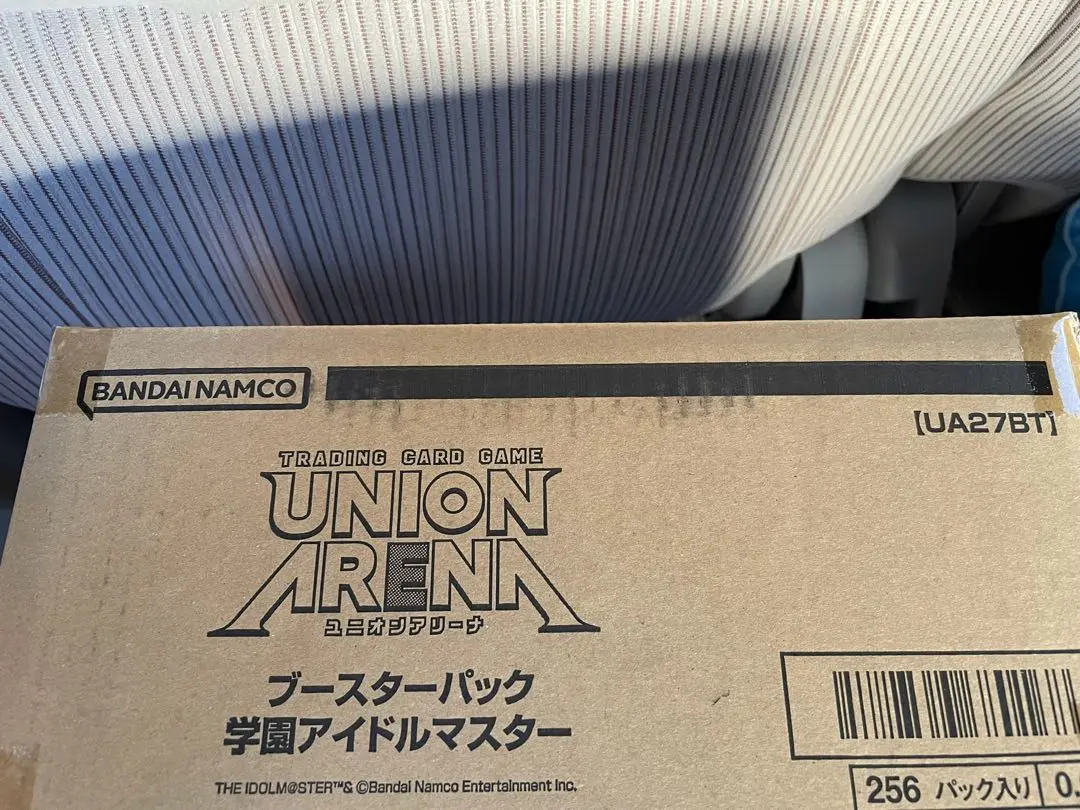 BANDAI NAMCO
【UA27BT】
TRADING CARD GAME
UNION
ARENA
ユニオンアリーナ
ブースターパック
学園アイドルマスター
THE IDOLM@STER™& ©Bandai Namco Entertainment Inc.
256 パック入り 0.